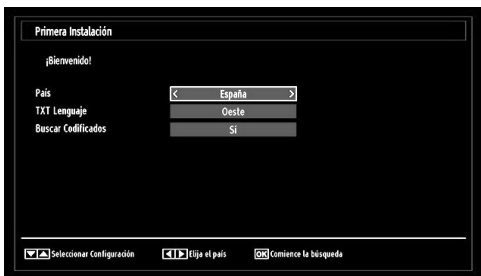 Primera Instalación
¡Bienvenido!
País < España >
TXT Lenguaje Oeste
Buscar Codificados Si
Seleccionar Configuración Elija el país OK Comience la búsqueda